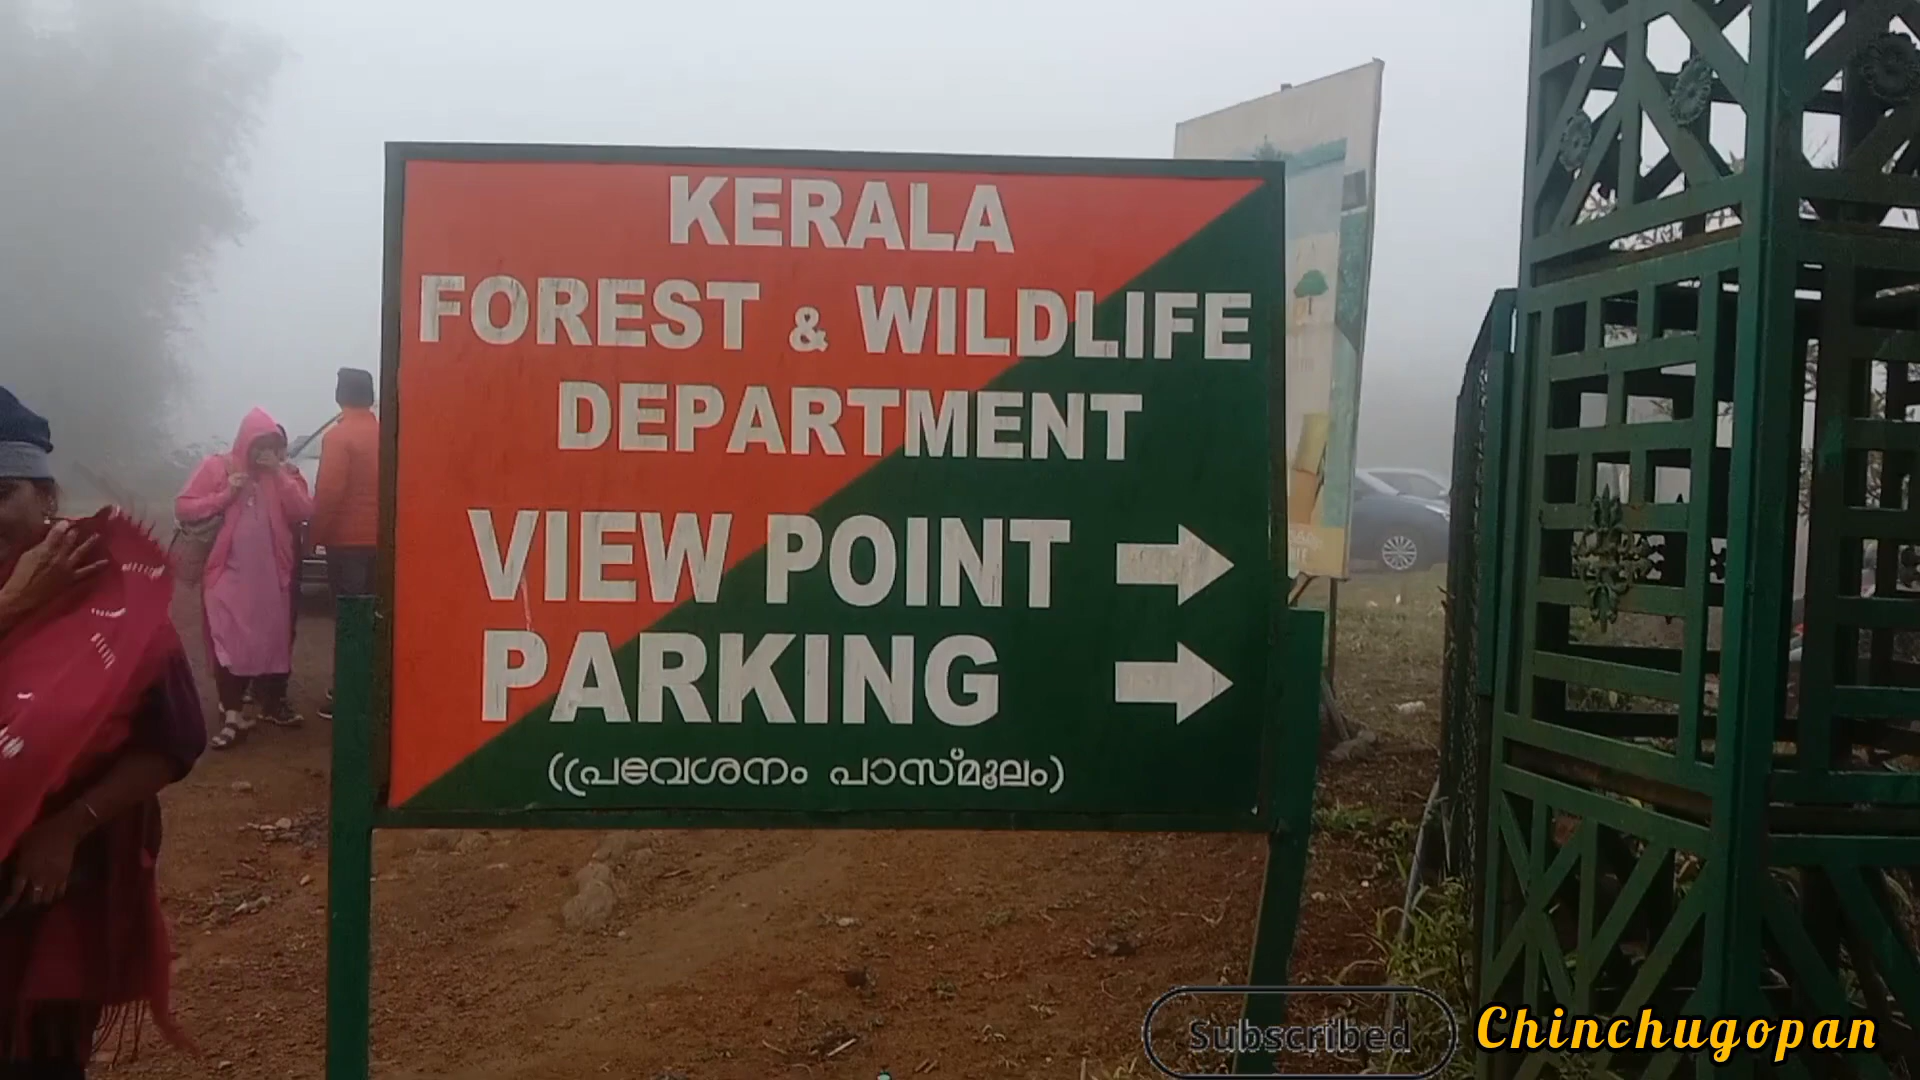 KERALA
FOREST & WILDLIFE
DEPARTMENT
VIEW POINT
PARKING
(പ്രവേശനം പാസ്മൂലം)
Subscribed
Chinchugopan